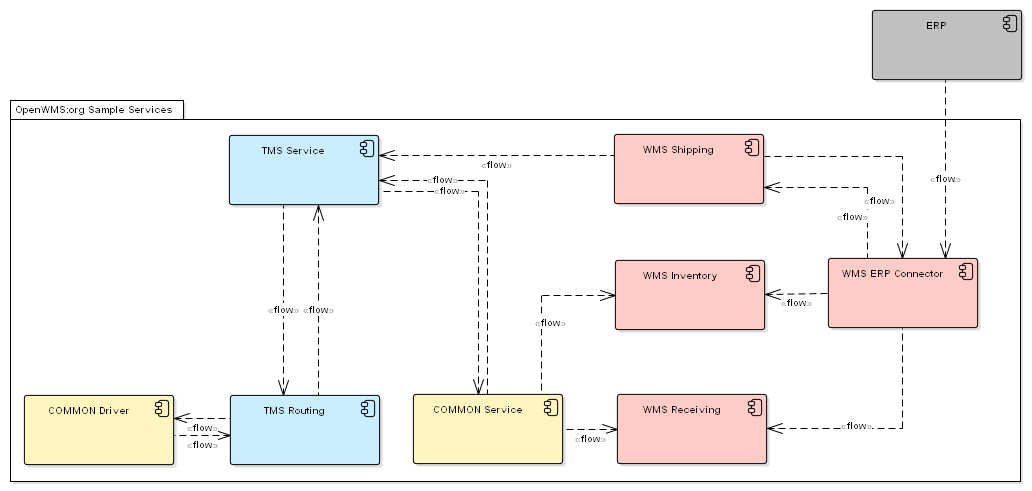 ERP
OpenWMS:org Sample Services
TMS Service
WMS Shipping
«flow»
«flow»
«flow»
«flow»
«flow»
«flow»
WMS Inventory
WMS ERP Connector
«flow»
«flow»
«flow»
«flow»
COMMON Driver
TMS Routing
COMMON Service
WMS Receiving
«flow»
«flow»
«flow»
«flow»